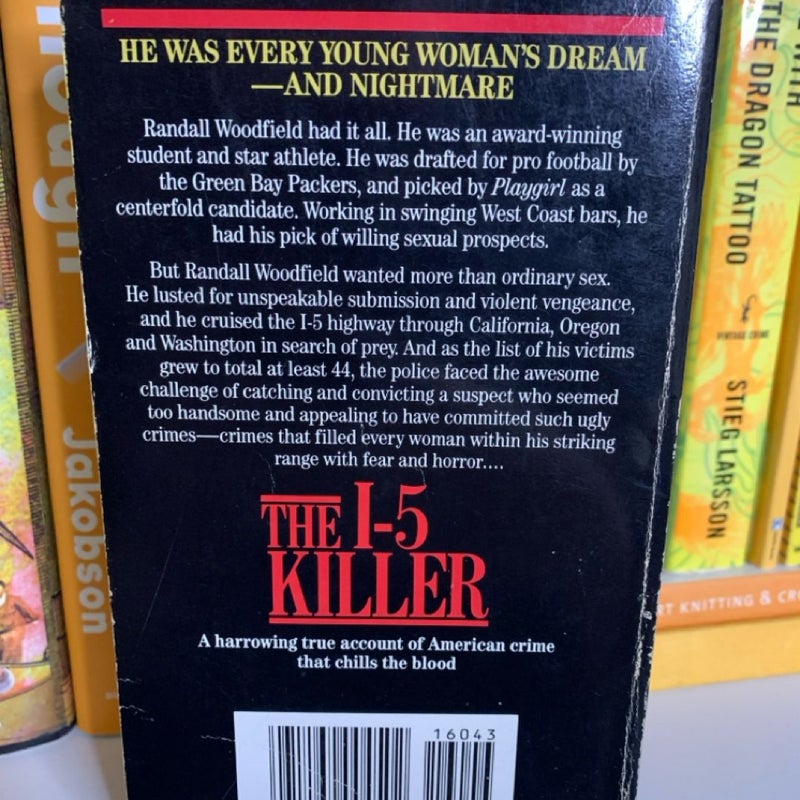 HE WAS EVERY YOUNG WOMAN'S DREAM
—AND NIGHTMARE
Randall Woodfield had it all. He was an award-winning
student and star athlete. He was drafted for pro football by
the Green Bay Packers, and picked by Playgirl as a
centerfold candidate. Working in swinging West Coast bars, he
had his pick of willing sexual prospects.
But Randall Woodfield wanted more than ordinary sex.
He lusted for unspeakable submission and violent vengeance,
and he cruised the I-5 highway through California, Oregon
and Washington in search of prey. And as the list of his victims
grew to total at least 44, the police faced the awesome
challenge of catching and convicting a suspect who seemed
too handsome and appealing to have committed such ugly
crimes—crimes that filled every woman within his striking
range with fear and horror....
THE I-5
KILLER
A harrowing true account of American crime
that chills the blood
16043
Jakobson
THE DRAGON TATTOO
VINTAGE CRIME
STIEG LARSSON
WITH
RT KNITTING & CRO